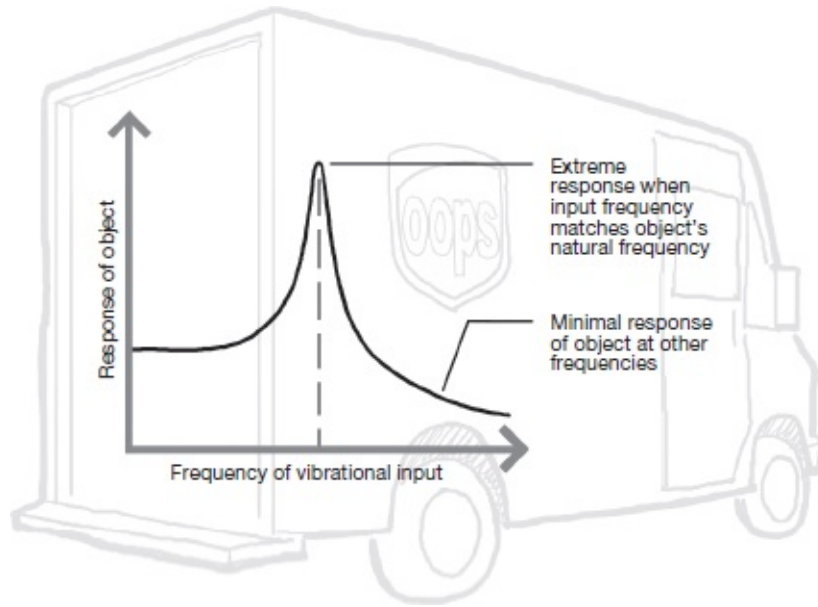 Response of object
oops
Extreme
response when
input frequency
matches object's
natural frequency
Minimal response
of object at other
frequencies
Frequency of vibrational input